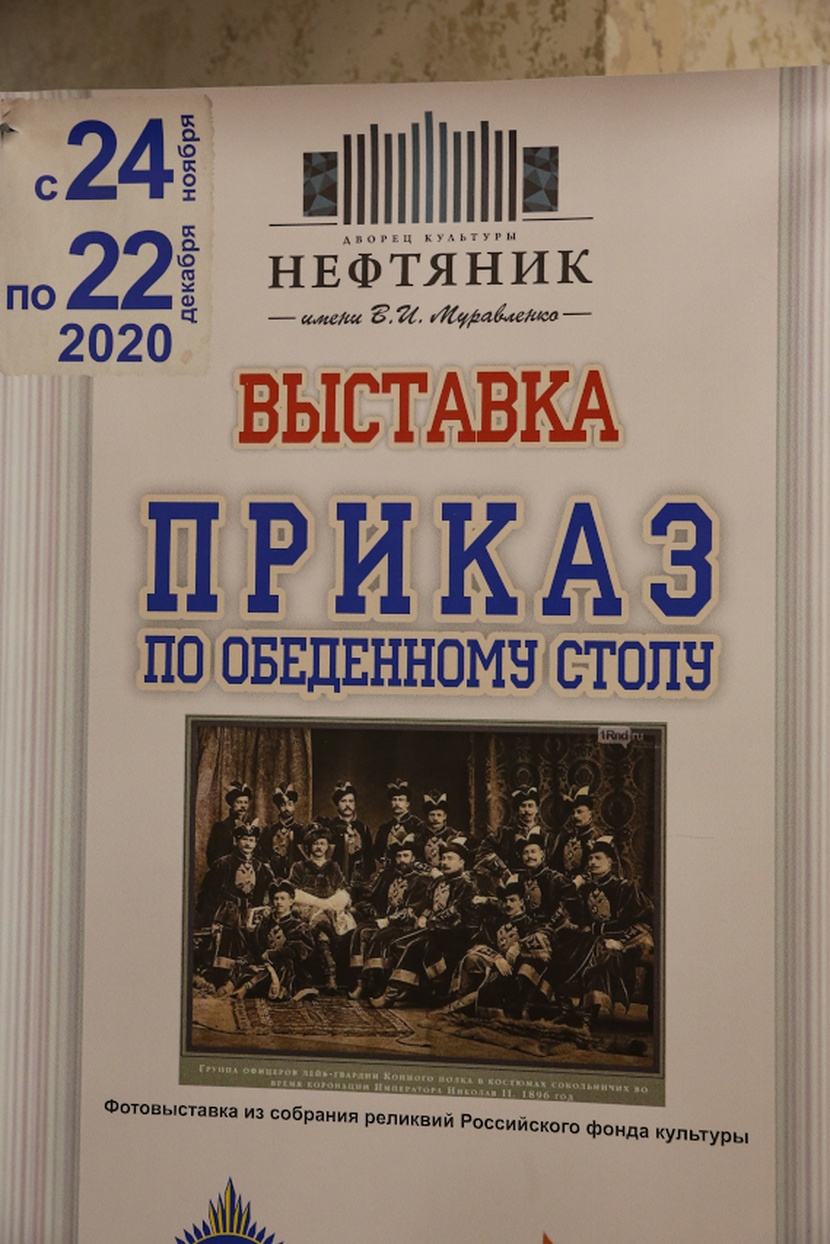 с 24 ноября
по 22 декабря
2020
ДВОРЕЦ КУЛЬТУРЫ
НЕФТЯНИК
имени В.И. Муравленко
ВЫСТАВКА
ПРИКАЗ
ПО ОБЕДЕННОМУ СТОЛУ
1Rnd.ru
Группа офицеров лейб-гвардии Конного полка в костюмах сокольничих во
время коронации Императора Николая II. 1896 год
Фотовыставка из собрания реликвий Российского фонда культуры